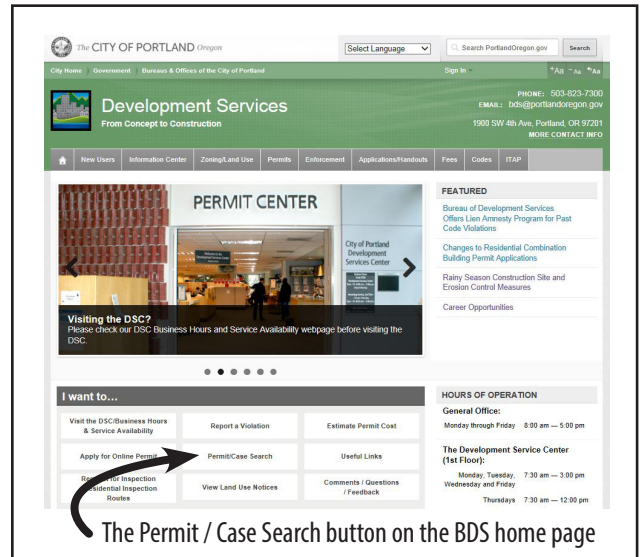 The CITY OF PORTLAND Oregon
Select Language
Search PortlandOregon.gov
Search
City Home
Government
Bureaus & Offices of the City of Portland
Sign In
+Aa -Aa Aa
Development Services
From Concept to Construction
PHONE: 503-823-7300
EMAIL: bds@portlandoregon.gov
1900 SW 4th Ave, Portland, OR 97201
MORE CONTACT INFO
New Users
Information Center
Zoning/Land Use
Permits
Enforcement
Applications/Handouts
Fees
Codes
ITAP
PERMIT CENTER
City of Portland
Development
Services Center
Visiting the DSC?
Please check our DSC Business Hours and Service Availability webpage before visiting the
DSC.
FEATURED
Bureau of Development Services
Offers Lien Amnesty Program for Past
Code Violations
Changes to Residential Combination
Building Permit Applications
Rainy Season Construction Site and
Erosion Control Measures
Career Opportunities
I want to…
Visit the DSC/Business Hours
& Service Availability
Report a Violation
Estimate Permit Cost
Apply for Online Permit
Permit/Case Search
Useful Links
for Inspection
Residential Inspection
Routes
View Land Use Notices
Comments / Questions
/ Feedback
HOURS OF OPERATION
General Office:
Monday through Friday 8:00 am — 5:00 pm
The Development Service Center
(1st Floor):
Monday, Tuesday, 7:30 am — 3:00 pm
Wednesday and Friday
Thursdays 7:30 am — 12:00 pm
The Permit / Case Search button on the BDS home page